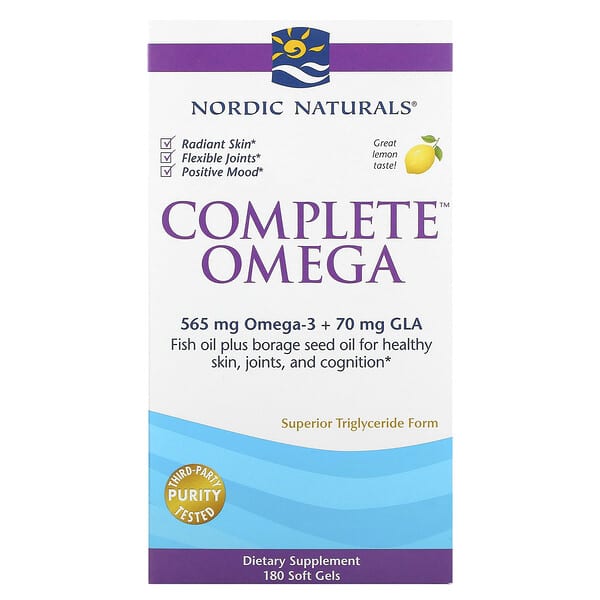 NORDIC NATURALS®
Radiant Skin*
Flexible Joints*
Positive Mood*
Great
lemon
taste!
COMPLETE™
OMEGA
565 mg Omega-3 + 70 mg GLA
Fish oil plus borage seed oil for healthy
skin, joints, and cognition*
Superior Triglyceride Form
THIRD-PARTY
PURITY
TESTED
Dietary Supplement
180 Soft Gels